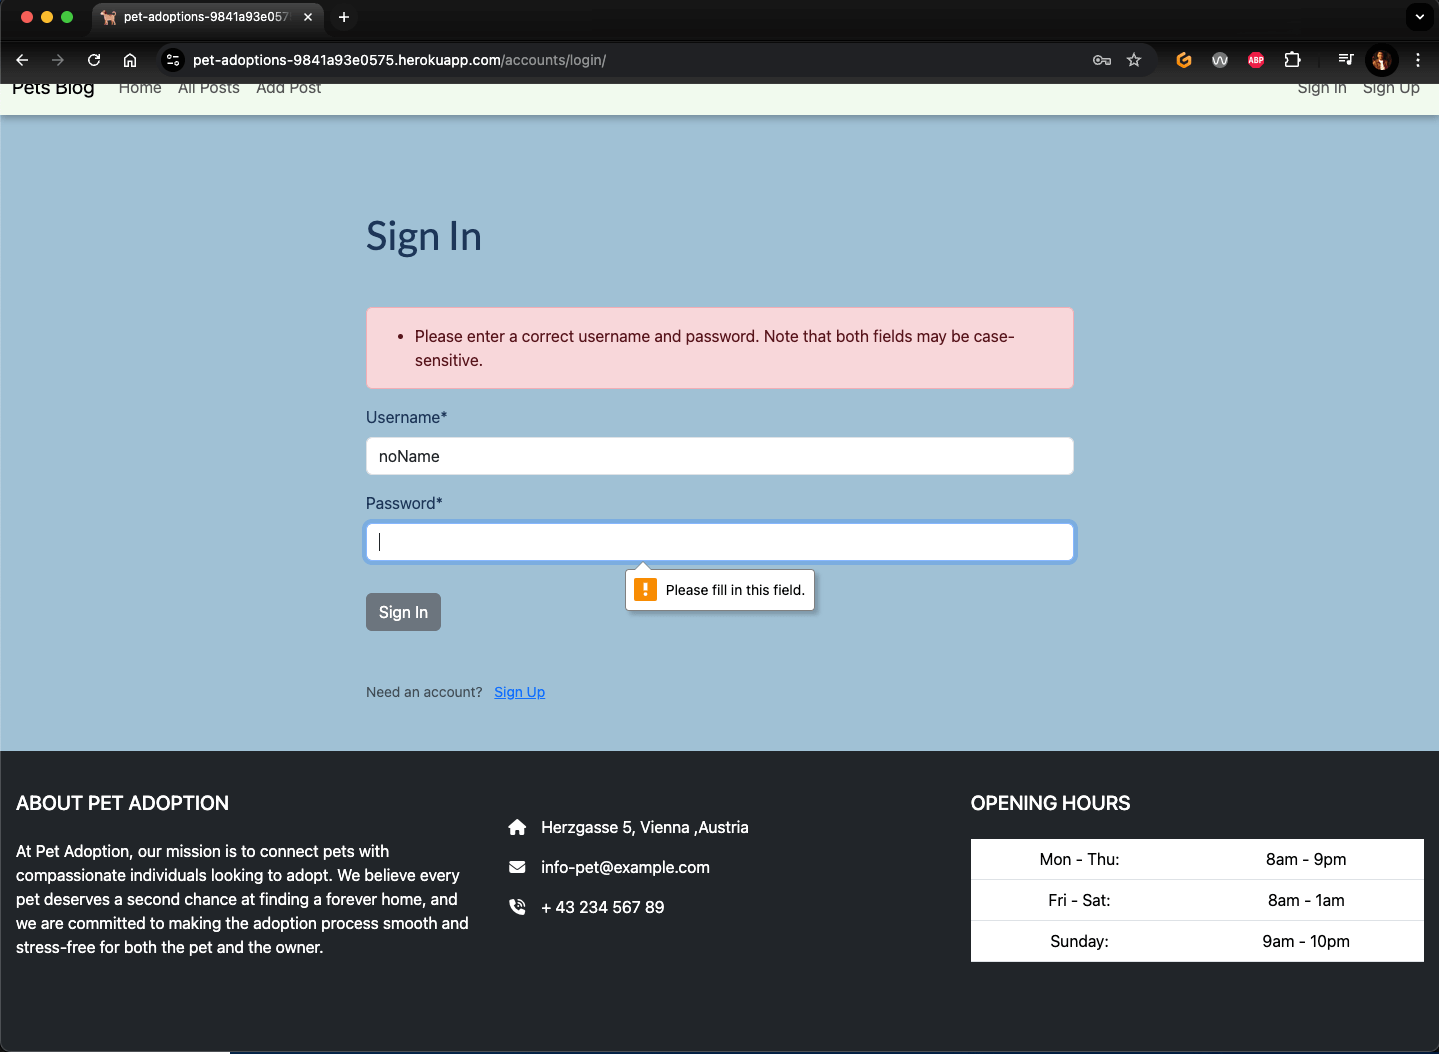 pet-adoptions-9841a93e057
pet-adoptions-9841a93e0575.herokuapp.com/accounts/login/
ABP
Pets Blog Home All Posts Add Post Sign In Sign Up
Sign In
Please enter a correct username and password. Note that both fields may be case-
sensitive.
Username*
noName
Password*
Please fill in this field.
Sign In
Need an account? Sign Up
ABOUT PET ADOPTION
At Pet Adoption, our mission is to connect pets with
compassionate individuals looking to adopt. We believe every
pet deserves a second chance at finding a forever home, and
we are committed to making the adoption process smooth and
stress-free for both the pet and the owner.
Herzgasse 5, Vienna ,Austria
info-pet@example.com
+ 43 234 567 89
OPENING HOURS
Mon - Thu: 8am - 9pm
Fri - Sat: 8am - 1am
Sunday: 9am - 10pm